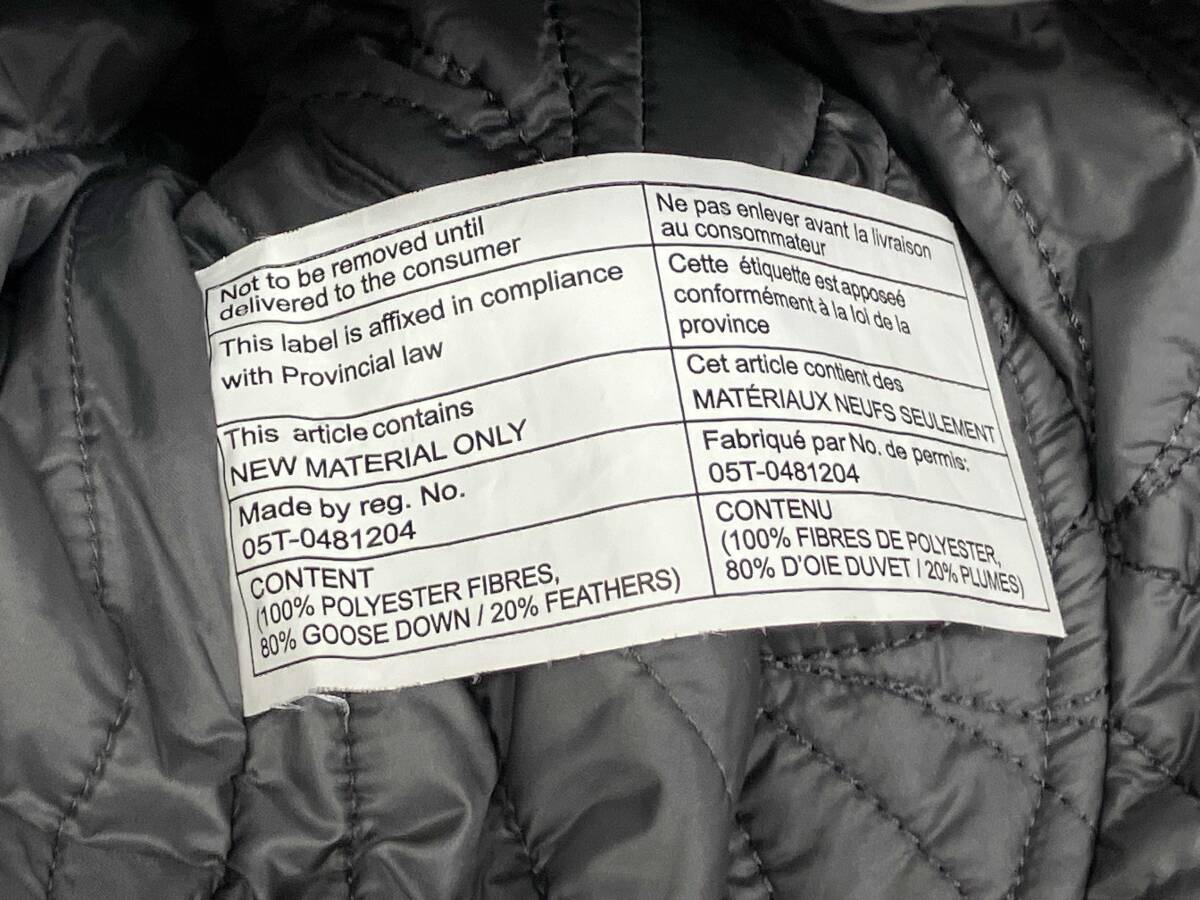 Not to be removed until
delivered to the consumer
This label is affixed in compliance
with Provincial law
This article contains
NEW MATERIAL ONLY
Made by reg. No.
05T-0481204
CONTENT
(100% POLYESTER FIBRES,
80% GOOSE DOWN / 20% FEATHERS)
Ne pas enlever avant la livraison
au consommateur
Cette étiquette est apposeé
conformément à la lol de la
province
Cet article contient des
MATÉRIAUX NEUFS SEULEMENT
Fabriqué par No. de permis:
05T-0481204
CONTENU
(100% FIBRES DE POLYESTER,
80% D'OIE DUVET / 20% PLUMES)